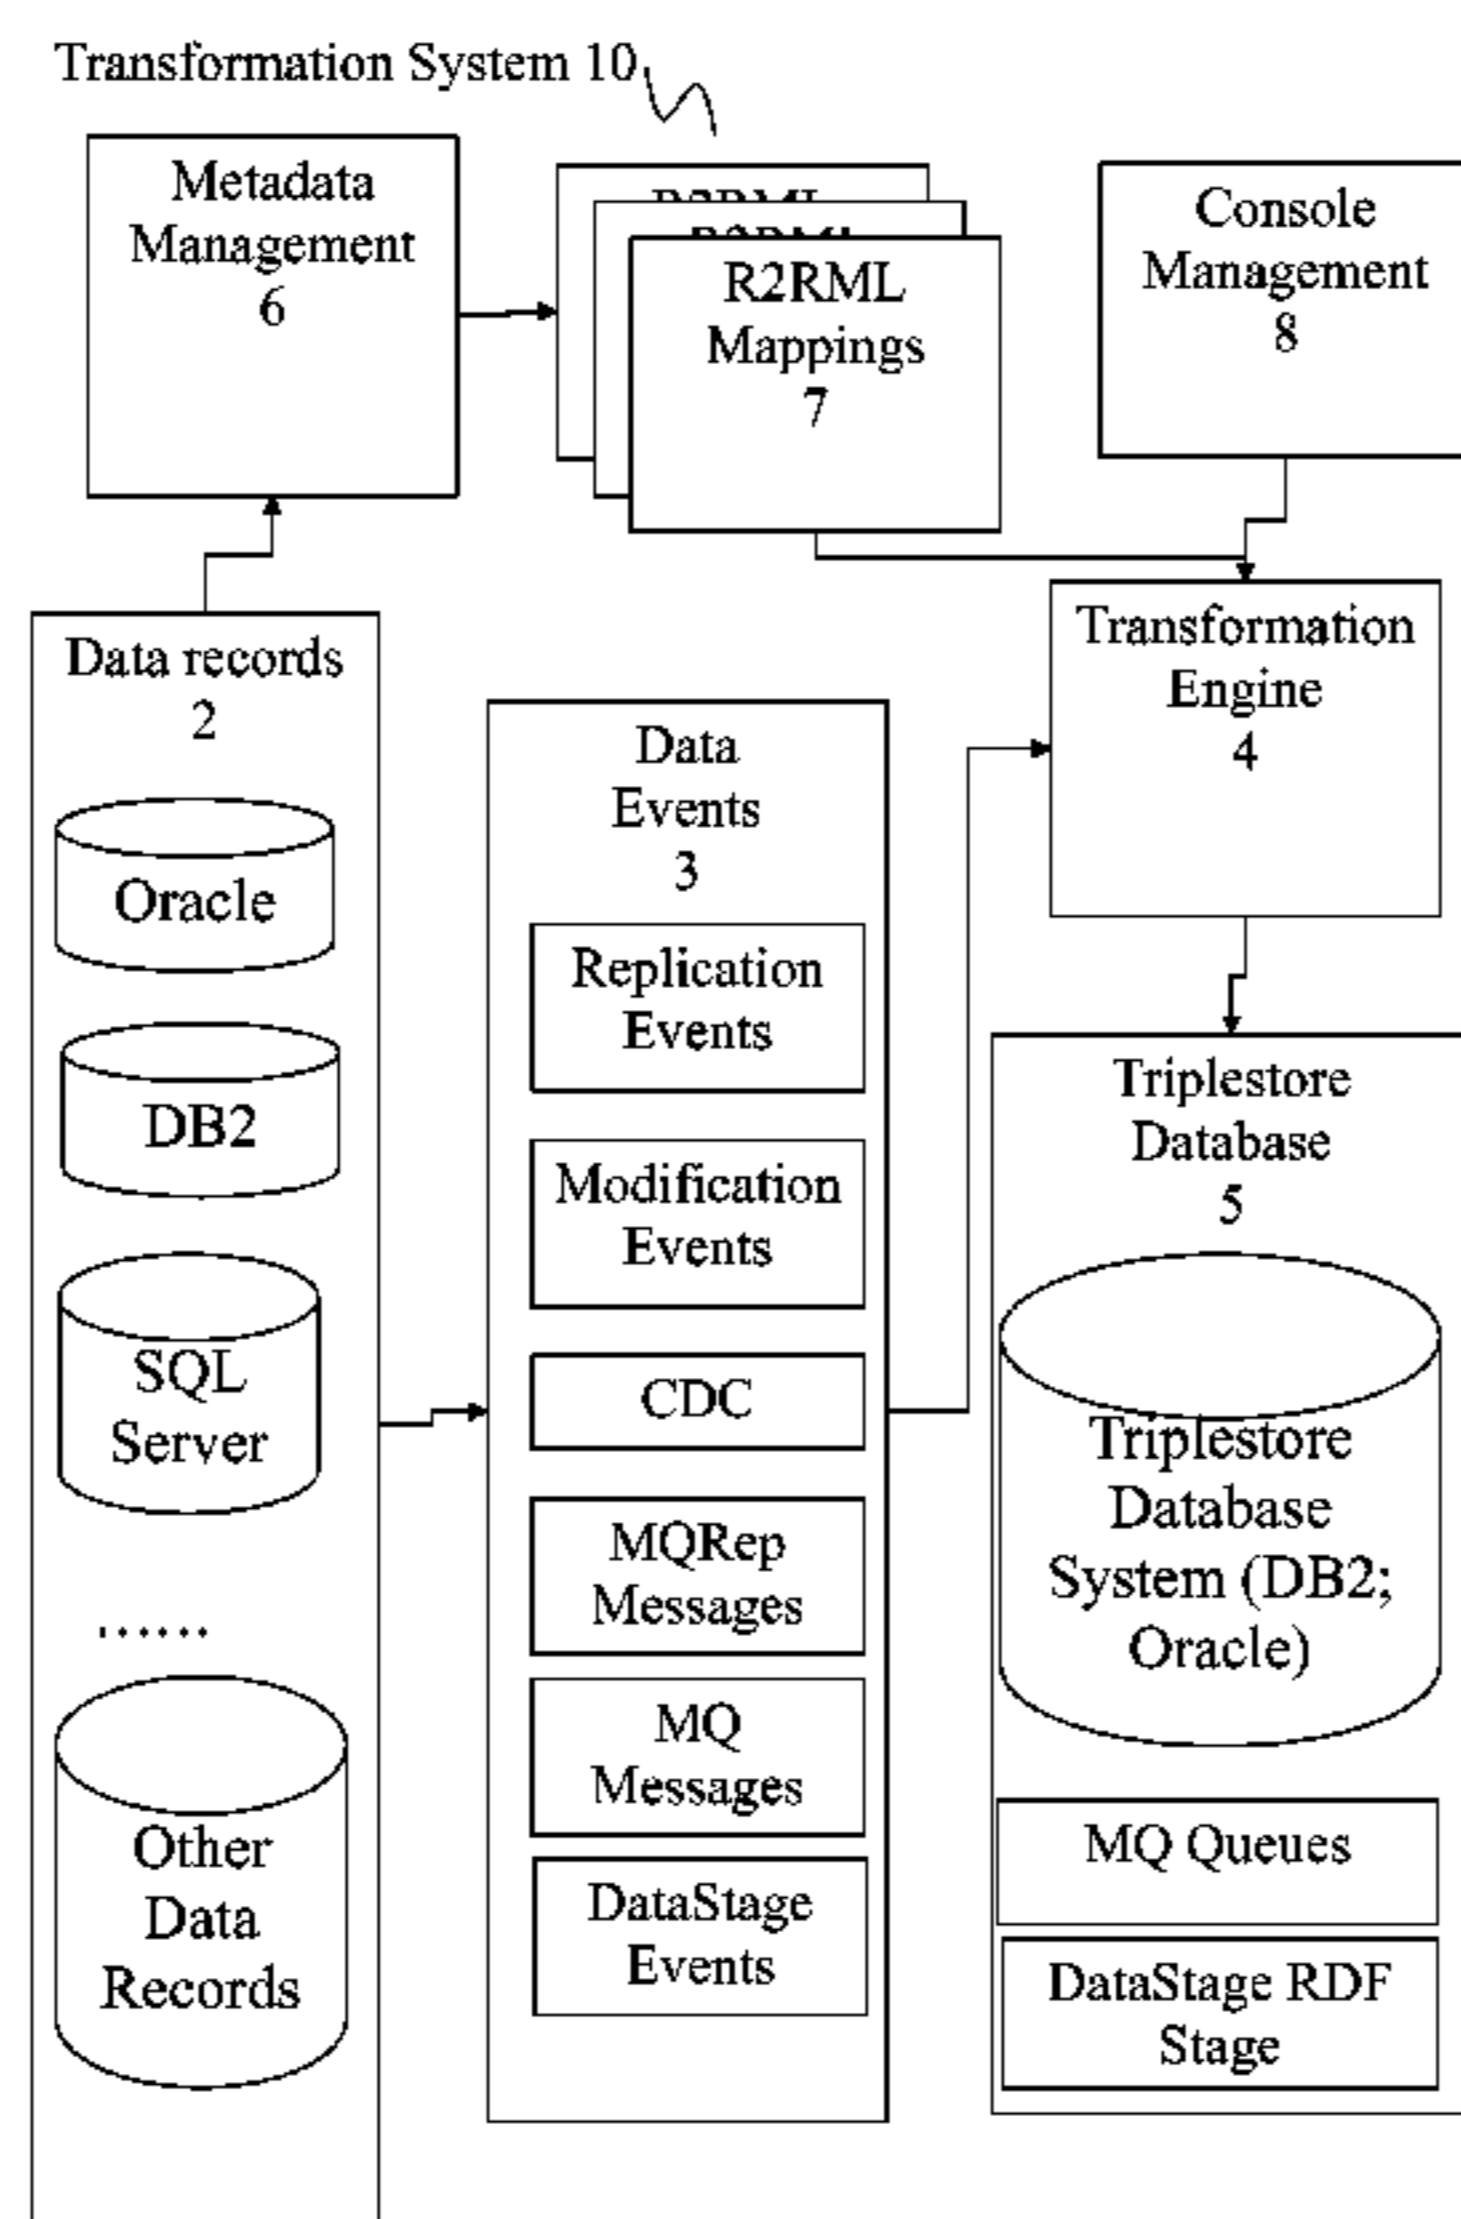 Transformation System 10
Metadata
Management
6
R2RML
R2RML
R2RML
Mappings
7
Console
Management
8
Data records
2
Oracle
DB2
SQL
Server
......
Other
Data
Records
Data
Events
3
Replication
Events
Modification
Events
CDC
MQRep
Messages
MQ
Messages
DataStage
Events
Transformation
Engine
4
Triplestore
Database
5
Triplestore
Database
System (DB2;
Oracle)
MQ Queues
DataStage RDF
Stage